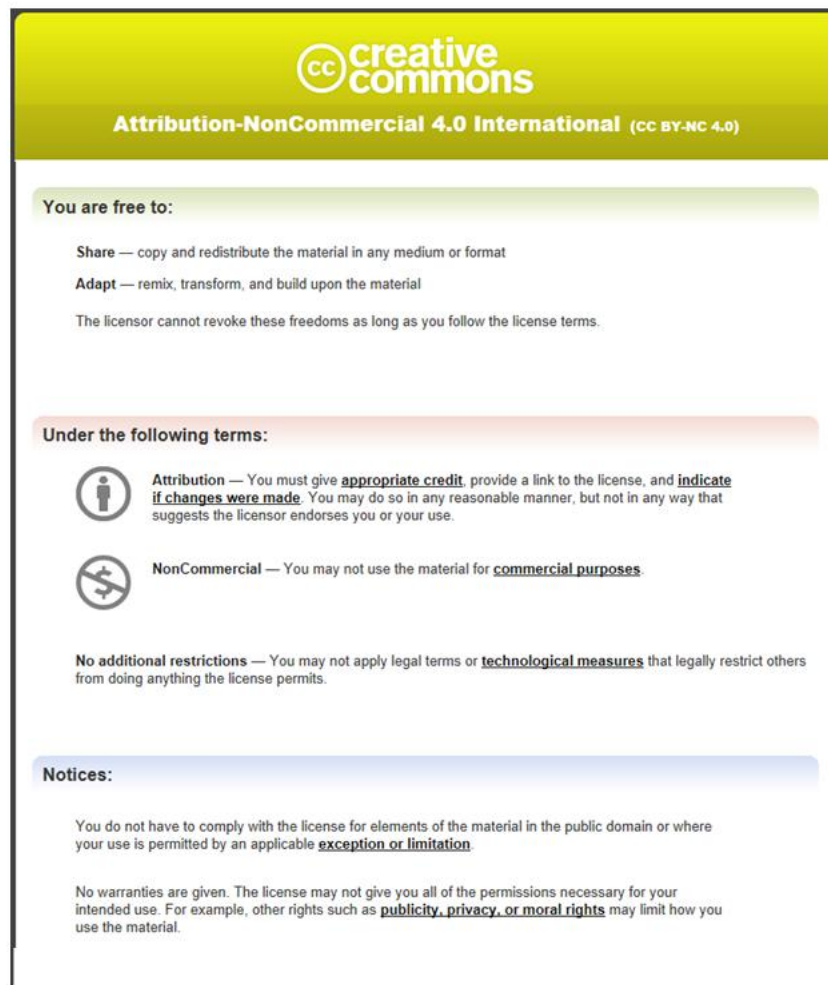 cc creative
commons
Attribution-NonCommercial 4.0 International (CC BY-NC 4.0)
You are free to:
Share — copy and redistribute the material in any medium or format
Adapt — remix, transform, and build upon the material
The licensor cannot revoke these freedoms as long as you follow the license terms.
Under the following terms:
Attribution — You must give appropriate credit, provide a link to the license, and indicate
if changes were made. You may do so in any reasonable manner, but not in any way that
suggests the licensor endorses you or your use.
$
NonCommercial — You may not use the material for commercial purposes.
No additional restrictions — You may not apply legal terms or technological measures that legally restrict others
from doing anything the license permits.
Notices:
You do not have to comply with the license for elements of the material in the public domain or where
your use is permitted by an applicable exception or limitation.
No warranties are given. The license may not give you all of the permissions necessary for your
intended use. For example, other rights such as publicity, privacy, or moral rights may limit how you
use the material.